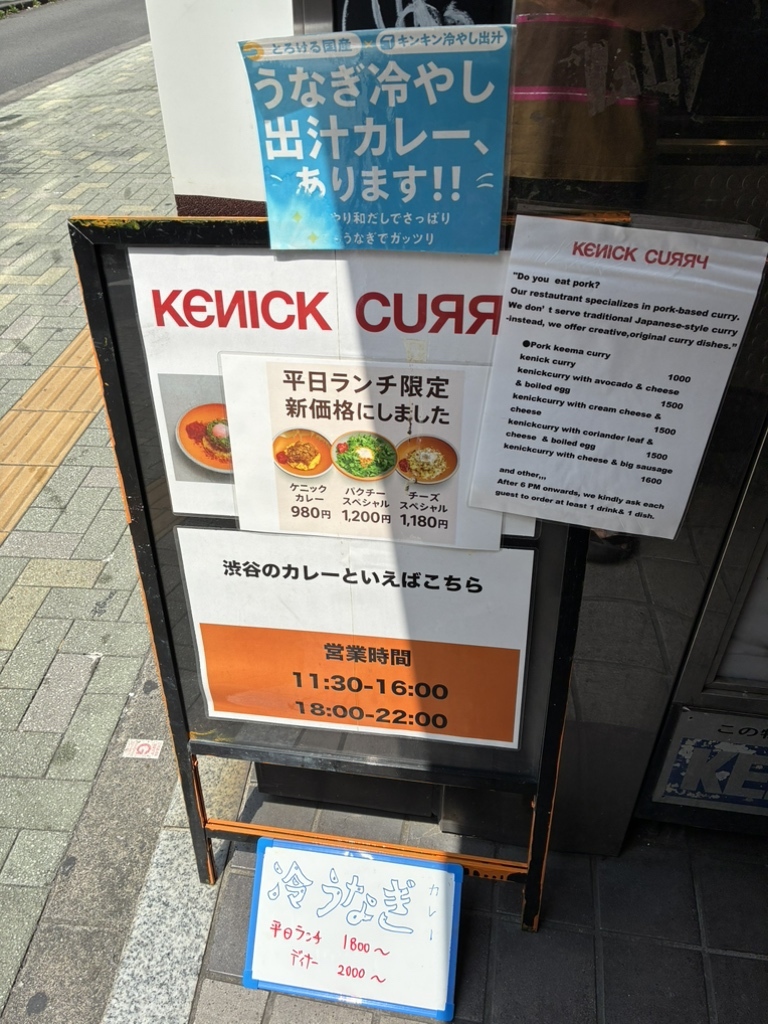 とろける国産 × キンキン冷やし出汁
うなぎ冷やし
出汁カレー、
あります!!
やり和だしでさっぱり
うなぎでガッツリ
KENICK CURR
平日ランチ限定
新価格にしました
ケニック
カレー
980円
パクチー
スペシャル
1,200円
チーズ
スペシャル
1,180円
KENICK CURRY
"Do you eat pork?
Our restautrant specializes in pork-based curry.
We don't serve traditional Japanese-style curry
-instead, we offer creative,original curry dishes."
●Pork keema curry
kenick curry 1000
kenickcurry with avocado & cheese
& boiled egg 1500
kenickcurry with cream cheese &
cheese 1500
kenickcurry with coriander leaf &
cheese & boiled egg 1500
kenickcurry with cheese & big sausage
1600
and other,,,
After 6 PM onwards, we kindly ask each
guest to order at least 1 drink& 1 dish.
渋谷のカレーといえばこちら
営業時間
11:30-16:00
18:00-22:00
この
KE
冷うなぎカレー
平日ランチ 1800〜
ディナー 2000〜